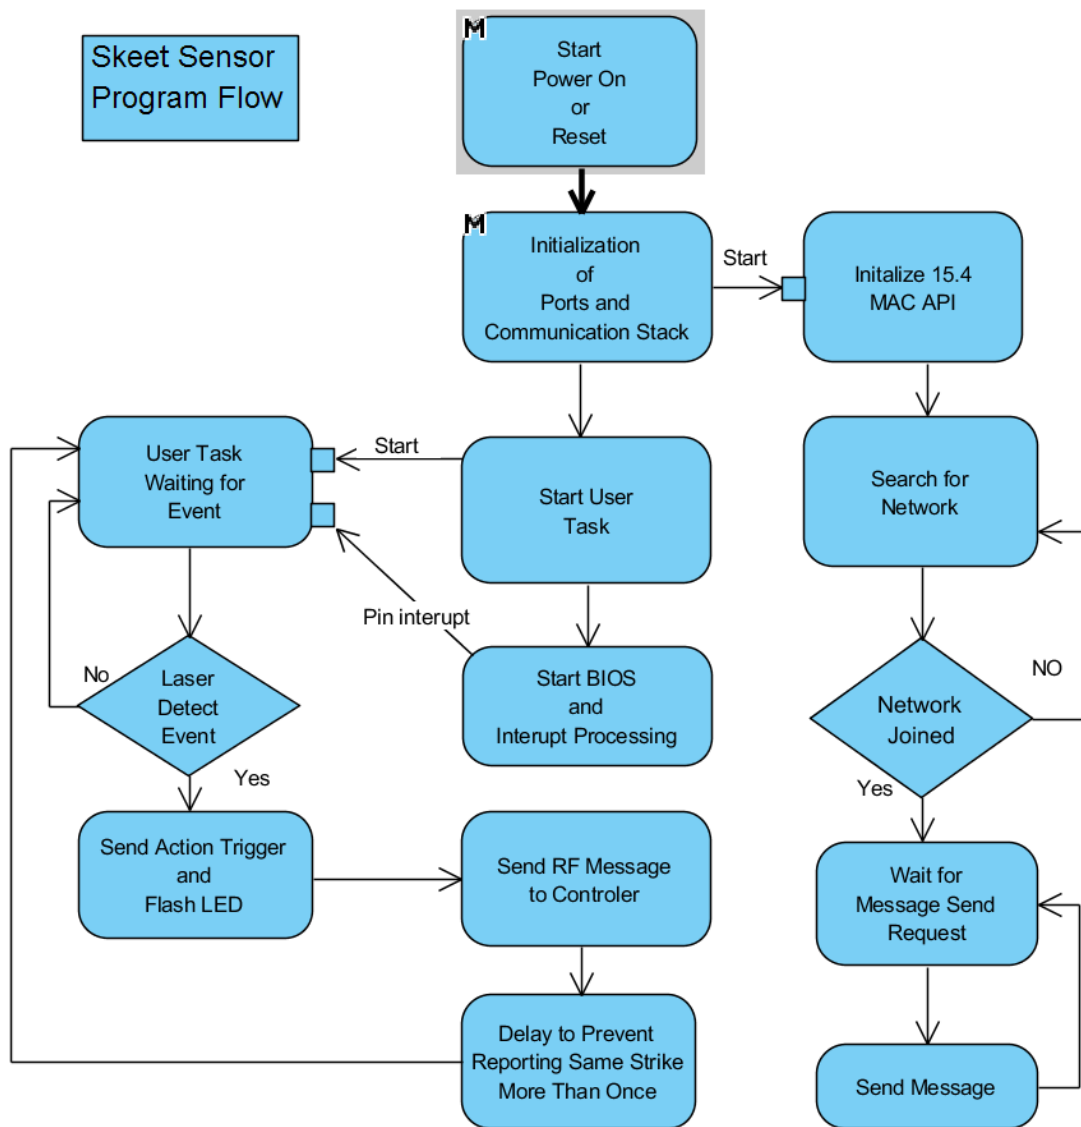 Skeet Sensor
Program Flow
M
Start
Power On
or
Reset
M
Initialization
of
Ports and
Communication Stack
Start
Initalize 15.4
MAC API
User Task
Waiting for
Event
Start
Start User
Task
Search for
Network
Pin interupt
No
Laser
Detect
Event
Yes
Start BIOS
and
Interupt Processing
NO
Network
Joined
Yes
Send Action Trigger
and
Flash LED
Send RF Message
to Controler
Wait for
Message Send
Request
Delay to Prevent
Reporting Same Strike
More Than Once
Send Message